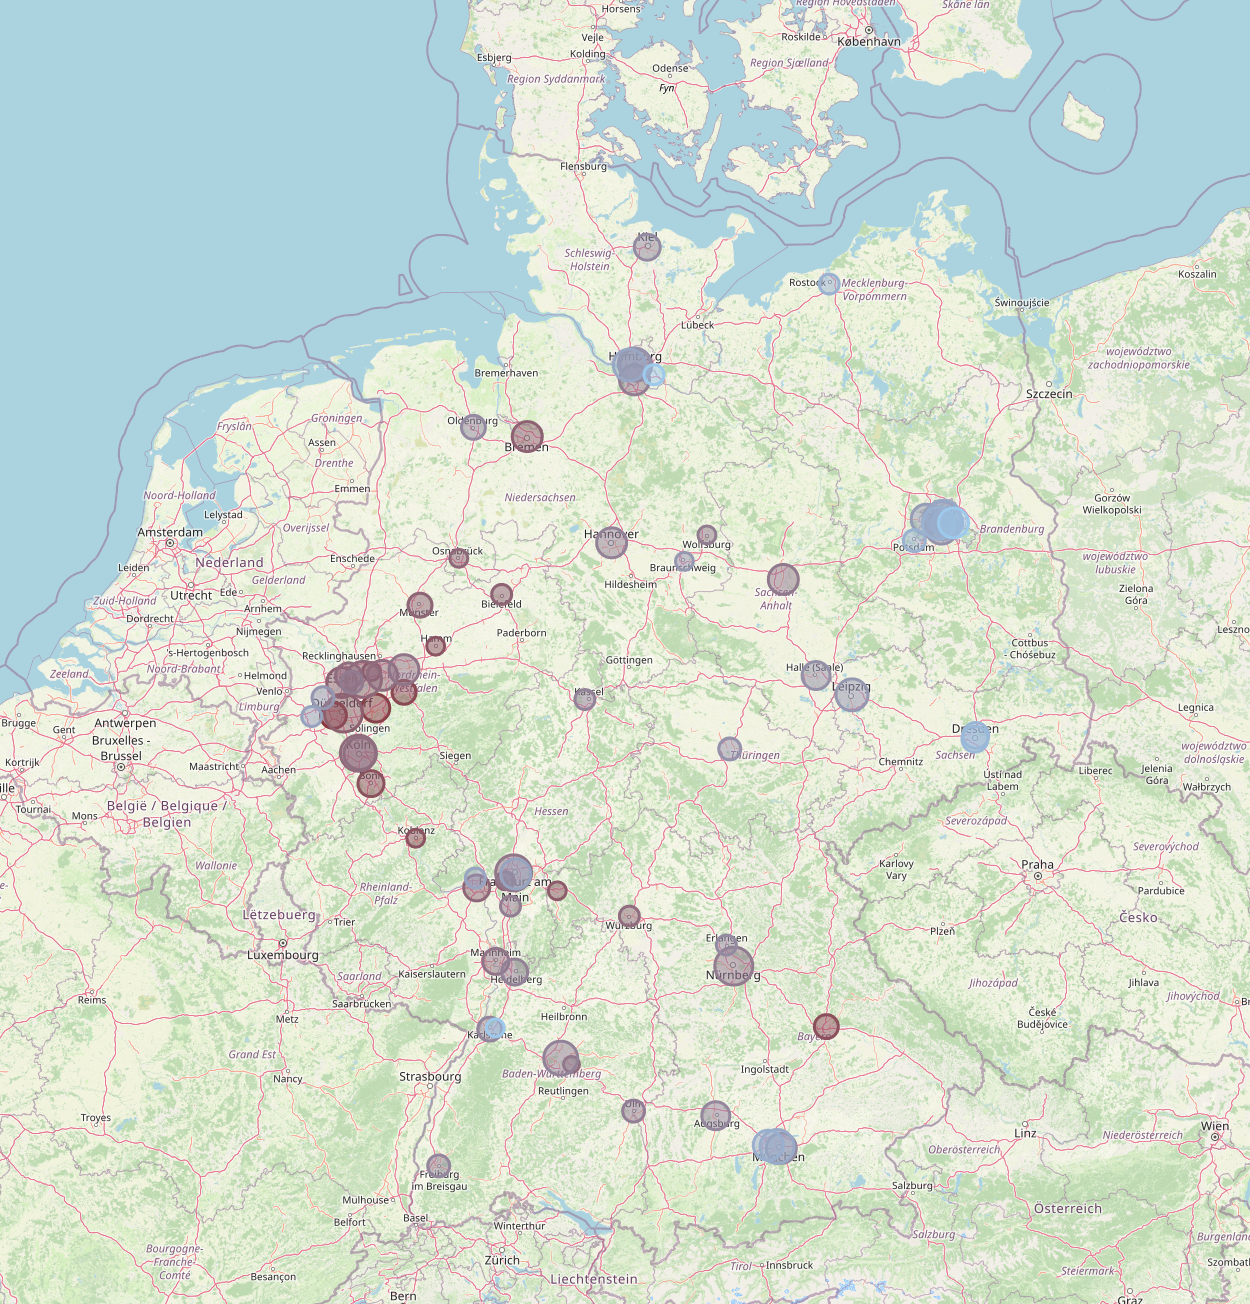 Horsens
Region Hovedstaden
Skåne län
Vejle
Roskilde
København
Kolding
Esbjerg
Odense
Region Sjælland
Region Syddanmark
Fyn
Flensburg
Kiel
Schleswig-
Holstein
Koszalin
Rostock
Mecklenburg-
Vorpommern
Świnoujście
Lübeck
województwo
zachodniopomorskie
Bremerhaven
Szczecin
Groningen
Fryslân
Oldenburg
Assen
Bremen
Drenthe
Emmen
Noord-Holland
Niedersachsen
Gorzów
Wielkopolski
Lelystad
Overijssel
Amsterdam
Hannover
Brandenburg
Wolfsburg
Potsdam
Osnabrück
Enschede
Nederland
Leiden
Braunschweig
województwo
lubuskie
Gelderland
Hildesheim
Utrecht
Ede
Sachsen-
Anhalt
Zielona
Góra
Zuid-Holland
Arnhem
Bielefeld
Münster
Dordrecht
Nijmegen
Leszno
Hamm
Paderborn
Cottbus
- Chóśebuz
's-Hertogenbosch
Recklinghausen
Göttingen
Halle (Saale)
Noord-Brabant
Zeeland
Helmond
Leipzig
Venlo
Kassel
Limburg
Düsseldorf
Legnica
Brugge
Antwerpen
Gent
Solingen
Dresden
Bruxelles -
Brussel
Köln
województwo
dolnośląskie
Siegen
Thüringen
Sachsen
Kortrijk
Maastricht
Aachen
Chemnitz
Liberec
Jelenia
Góra
Ústí nad
Labem
Wałbrzych
Tournai
België / Belgique /
Belgien
Mons
Hessen
Severozápad
Koblenz
Severovýchod
Wallonie
Karlovy
Vary
Praha
Rheinland-
Pfalz
Frankfurt am
Main
Pardubice
Lëtzebuerg
Trier
Würzburg
Česko
Plzeň
Erlangen
Luxembourg
Mannheim
Kaiserslautern
Saarland
Nürnberg
Heidelberg
Jihozápad
Jihlava
Reims
Saarbrücken
Jihovýchod
Metz
Heilbronn
České
Budějovice
Karlsruhe
Bayern
Grand Est
Nancy
Strasbourg
Baden-Württemberg
Ingolstadt
Reutlingen
Ulm
Troyes
Augsburg
Linz
Wien
Niederösterreich
München
Oberösterreich
Freiburg
im Breisgau
Salzburg
Mulhouse
Österreich
Belfort
Basel
Winterthur
Salzburg
Burgenland
Bourgogne-
Franche-
Comté
Zürich
Tirol
Innsbruck
Steiermark
Besançon
Liechtenstein
Bern
Graz